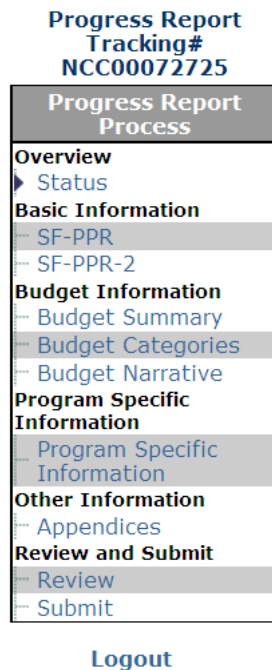 Progress Report
Tracking#
NCC00072725
Progress Report
Process
Overview
Status
Basic Information
SF-PPR
SF-PPR-2
Budget Information
Budget Summary
Budget Categories
Budget Narrative
Program Specific
Information
Program Specific
Information
Other Information
Appendices
Review and Submit
Review
Submit
Logout